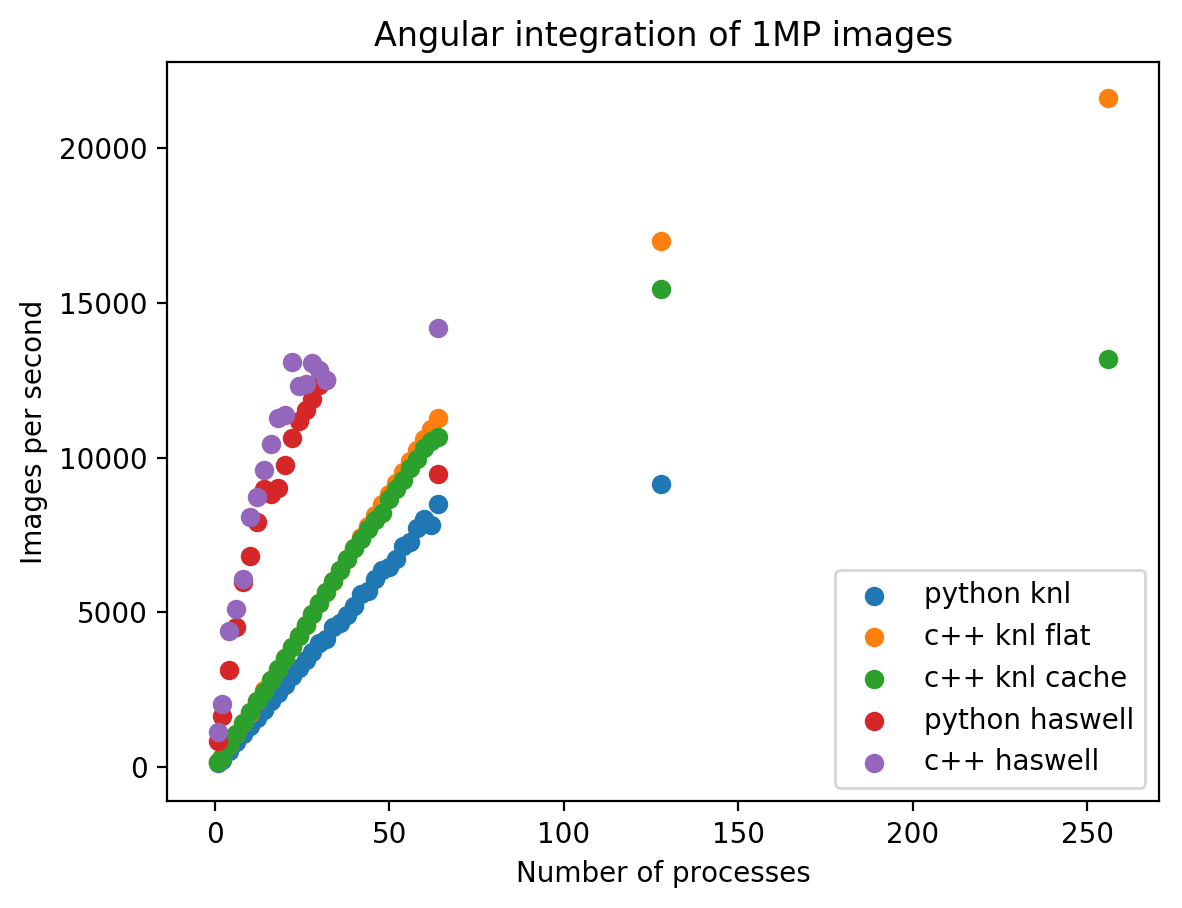 Angular integration of 1MP images
Images per second
20000
15000
10000
5000
0
0 50 100 150 200 250
Number of processes
python knl
c++ knl flat
c++ knl cache
python haswell
c++ haswell